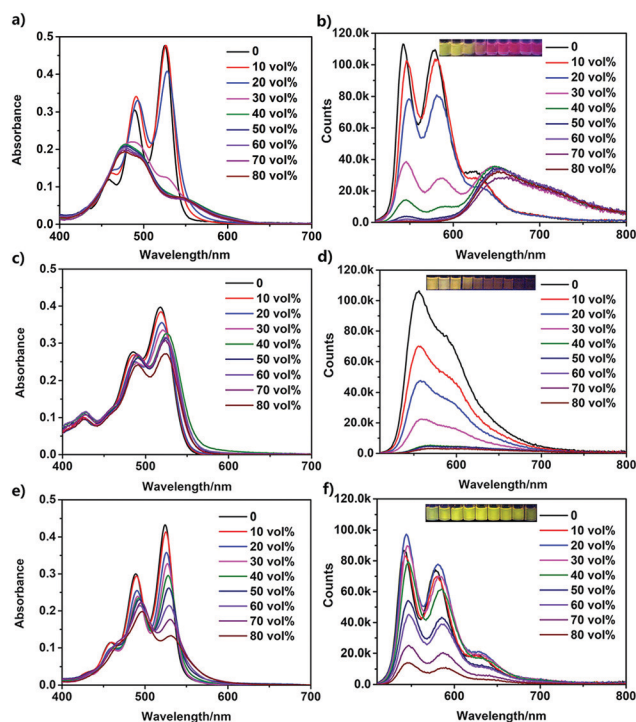 a)
Absorbance
0.5
0.4
0.3
0.2
0.1
0.0
400 500 600 700
Wavelength/nm
0
10 vol%
20 vol%
30 vol%
40 vol%
50 vol%
60 vol%
70 vol%
80 vol%
b)
Counts
120.0k
100.0k
80.0k
60.0k
40.0k
20.0k
0.0
600 700 800
Wavelength/nm
0
10 vol%
20 vol%
30 vol%
40 vol%
50 vol%
60 vol%
70 vol%
80 vol%
c)
Absorbance
0.5
0.4
0.3
0.2
0.1
0.0
400 500 600 700
Wavelength/nm
0
10 vol%
20 vol%
30 vol%
40 vol%
50 vol%
60 vol%
70 vol%
80 vol%
d)
Counts
120.0k
100.0k
80.0k
60.0k
40.0k
20.0k
0.0
500 600 700 800
Wavelength/nm
0
10 vol%
20 vol%
30 vol%
40 vol%
50 vol%
60 vol%
70 vol%
80 vol%
e)
Absorbance
0.5
0.4
0.3
0.2
0.1
0.0
400 500 600 700
Wavelength/nm
0
10 vol%
20 vol%
30 vol%
40 vol%
50 vol%
60 vol%
70 vol%
80 vol%
f)
Counts
120.0k
100.0k
80.0k
60.0k
40.0k
20.0k
0.0
600 700 800
Wavelength/nm
0
10 vol%
20 vol%
30 vol%
40 vol%
50 vol%
60 vol%
70 vol%
80 vol%